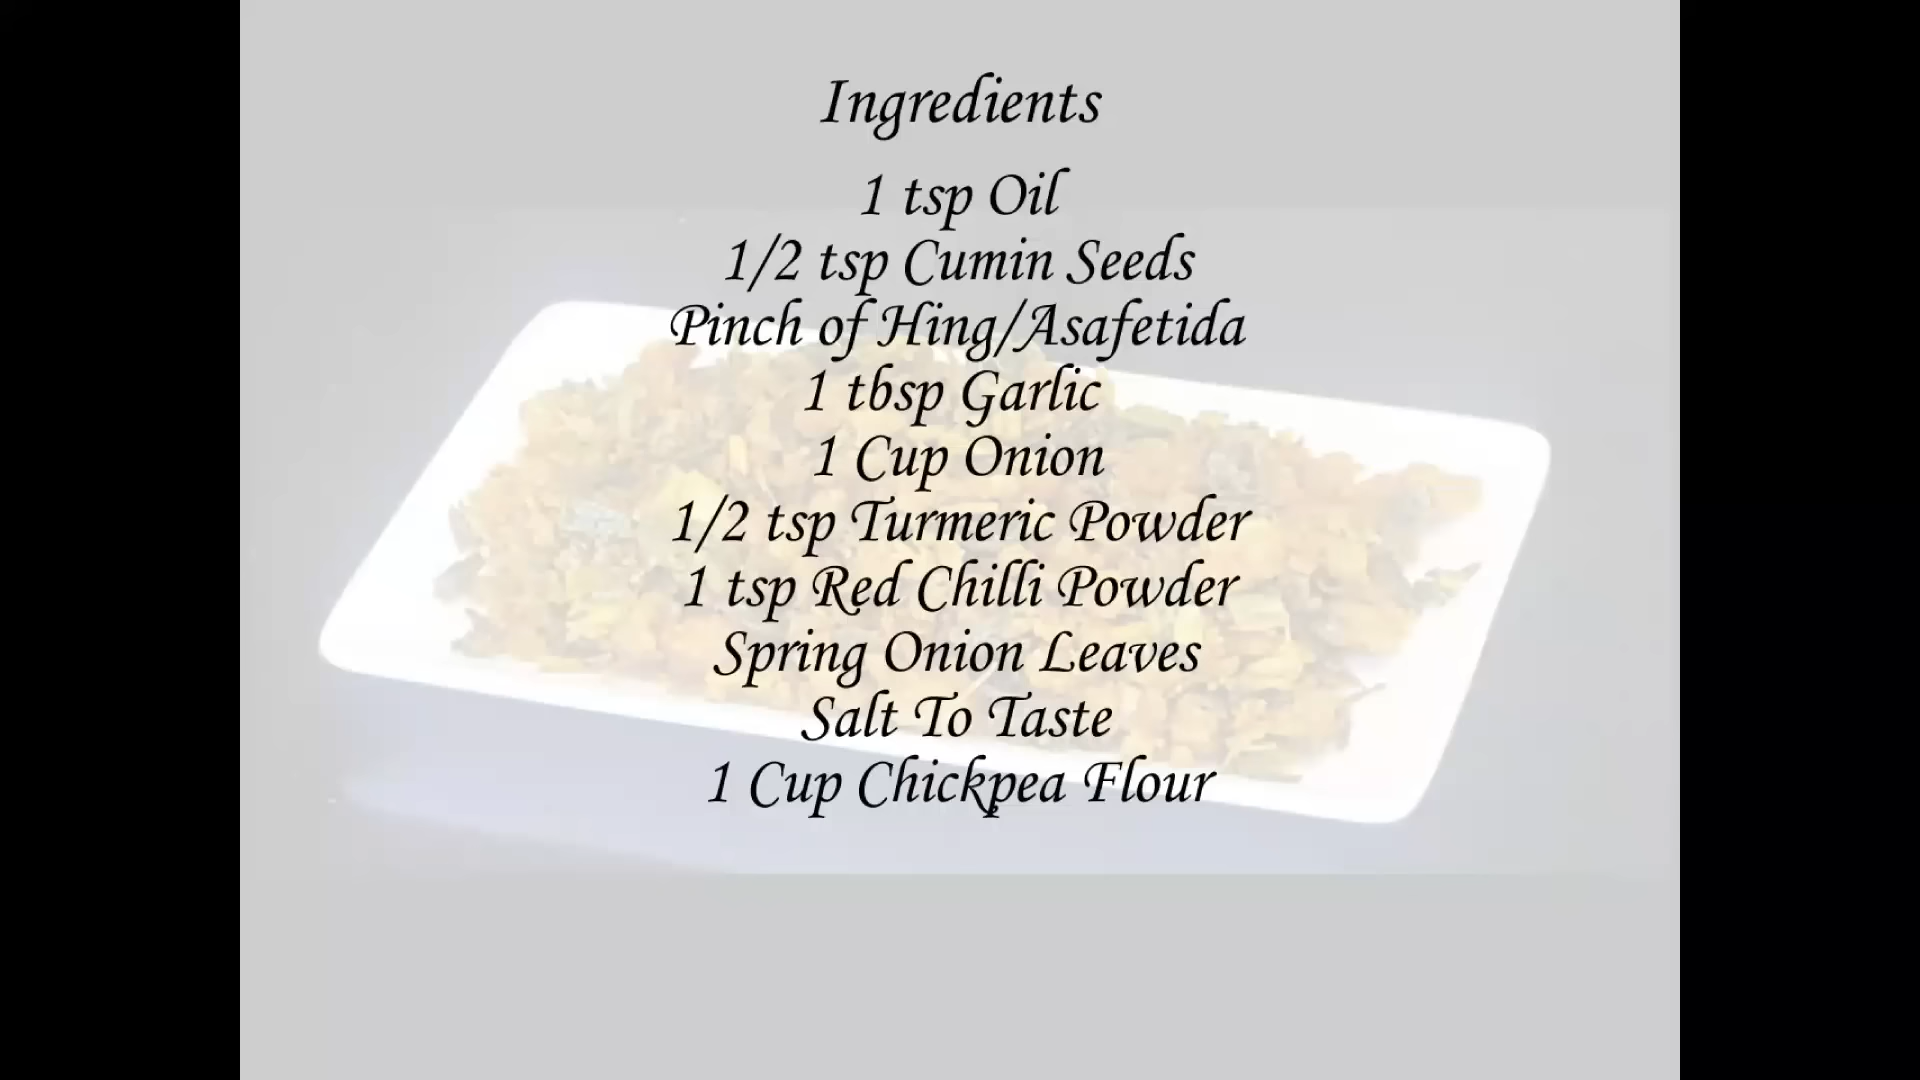 Ingredients
1 tsp Oil
1/2 tsp Cumin Seeds
Pinch of Hing/Asafetida
1 tbsp Garlic
1 Cup Onion
1/2 tsp Turmeric Powder
1 tsp Red Chilli Powder
Spring Onion Leaves
Salt To Taste
1 Cup Chickpea Flour